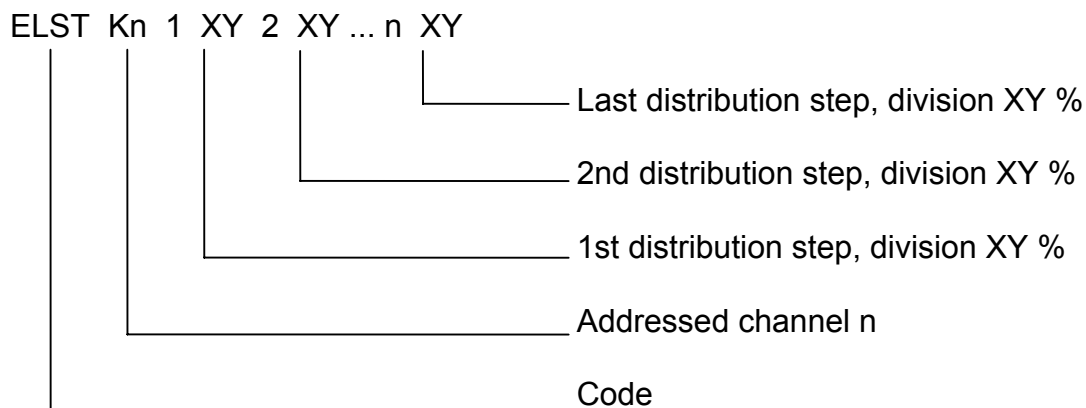 ELST Kn 1 XY 2 XY ... n XY
Last distribution step, division XY %
2nd distribution step, division XY %
1st distribution step, division XY %
Addressed channel n
Code